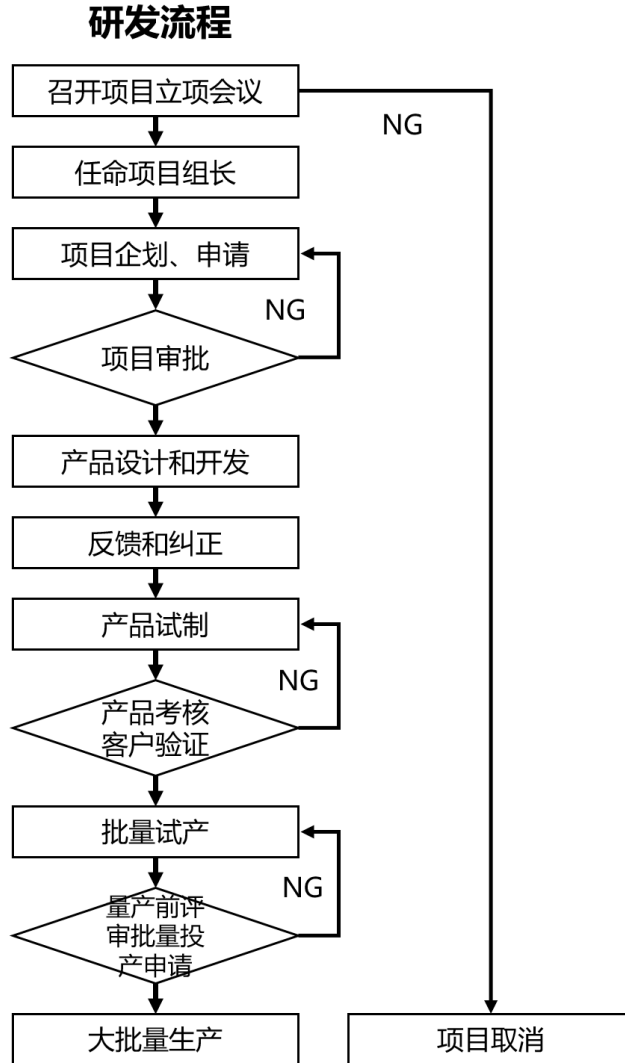 研发流程
召开项目立项会议
NG
任命项目组长
项目企划、申请
NG
项目审批
产品设计和开发
反馈和纠正
产品试制
NG
产品考核
客户验证
批量试产
NG
量产前评
审批量投
产申请
大批量生产
项目取消